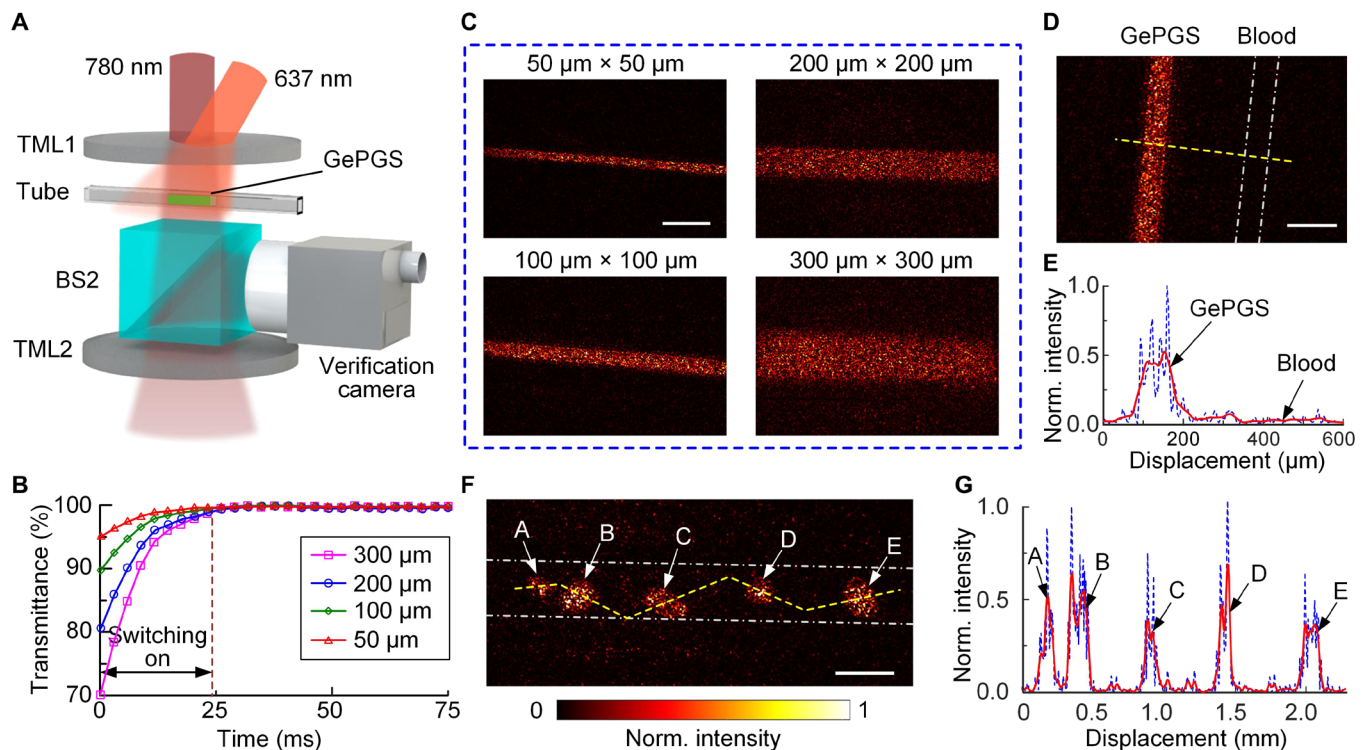 A
780 nm
637 nm
TML1
GePGS
Tube
BS2
TML2
Verification
camera
B
Transmittance (%)
100
90
80
70
300 µm
200 µm
100 µm
50 µm
Switching
on
0
25
50
75
Time (ms)
C
50 µm × 50 µm
200 µm × 200 µm
100 µm × 100 µm
300 µm × 300 µm
D
GePGS
Blood
E
Norm. intensity
1.0
0.5
0.0
GePGS
Blood
0
200
400
600
Displacement (µm)
F
A
B
C
D
E
0
1
Norm. intensity
G
Norm. intensity
1.0
0.5
0.0
A
B
C
D
E
0
0.5
1.0
1.5
2.0
Displacement (mm)